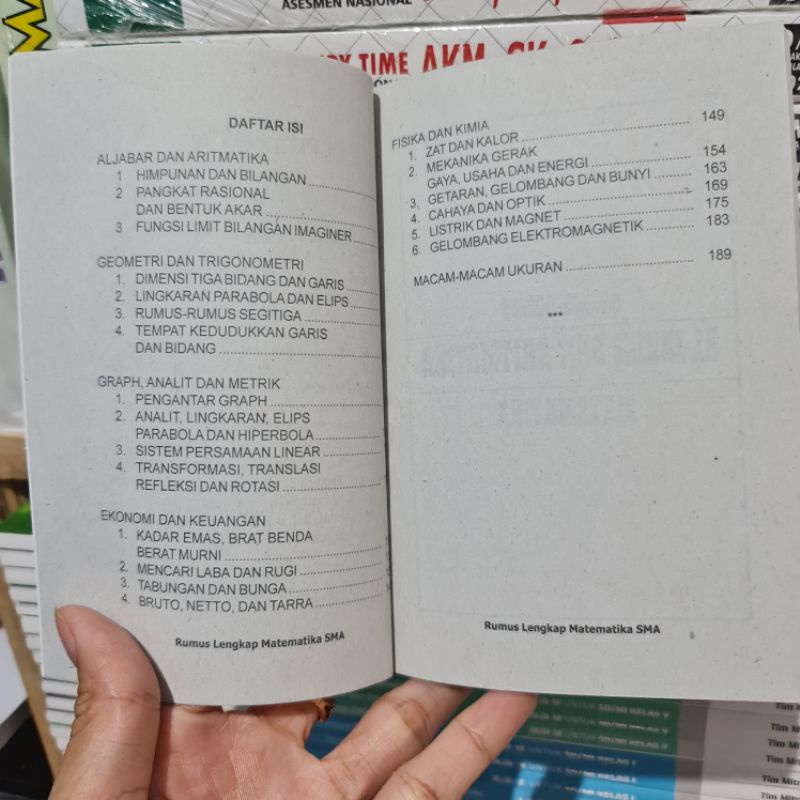 ASESMEN NASIONAL
TIME AKM
DAFTAR ISI
ALJABAR DAN ARITMATIKA
1 HIMPUNAN DAN BILANGAN
2 PANGKAT RASIONAL
DAN BENTUK AKAR
3 FUNGSI LIMIT BILANGAN IMAGINER
GEOMETRI DAN TRIGONOMETRI
1. DIMENSI TIGA BIDANG DAN GARIS
2. LINGKARAN PARABOLA DAN ELIPS
3. RUMUS-RUMUS SEGITIGA
4. TEMPAT KEDUDUKKAN GARIS
DAN BIDANG
GRAPH, ANALIT DAN METRIK
1. PENGANTAR GRAPH
2. ANALIT, LINGKARAN, ELIPS
PARABOLA DAN HIPERBOLA
3. SISTEM PERSAMAAN LINEAR
4. TRANSFORMASI, TRANSLASI
REFLEKSI DAN ROTASI
EKONOMI DAN KEUANGAN
1. KADAR EMAS, BRAT BENDA
BERAT MURNI
2. MENCARI LABA DAN RUGI
3. TABUNGAN DAN BUNGA
4. BRUTO, NETTO, DAN TARRA
Rumus Lengkap Matematika SMA
FISIKA DAN KIMIA
1. ZAT DAN KALOR 149
2. MEKANIKA GERAK
GAYA, USAHA DAN ENERGI 154
3. GETARAN, GELOMBANG DAN BUNYI 163
4. CAHAYA DAN OPTIK 169
5. LISTRIK DAN MAGNET 175
6. GELOMBANG ELEKTROMAGNETIK 183
MACAM-MACAM UKURAN 189
***
Rumus Lengkap Matematika SMA